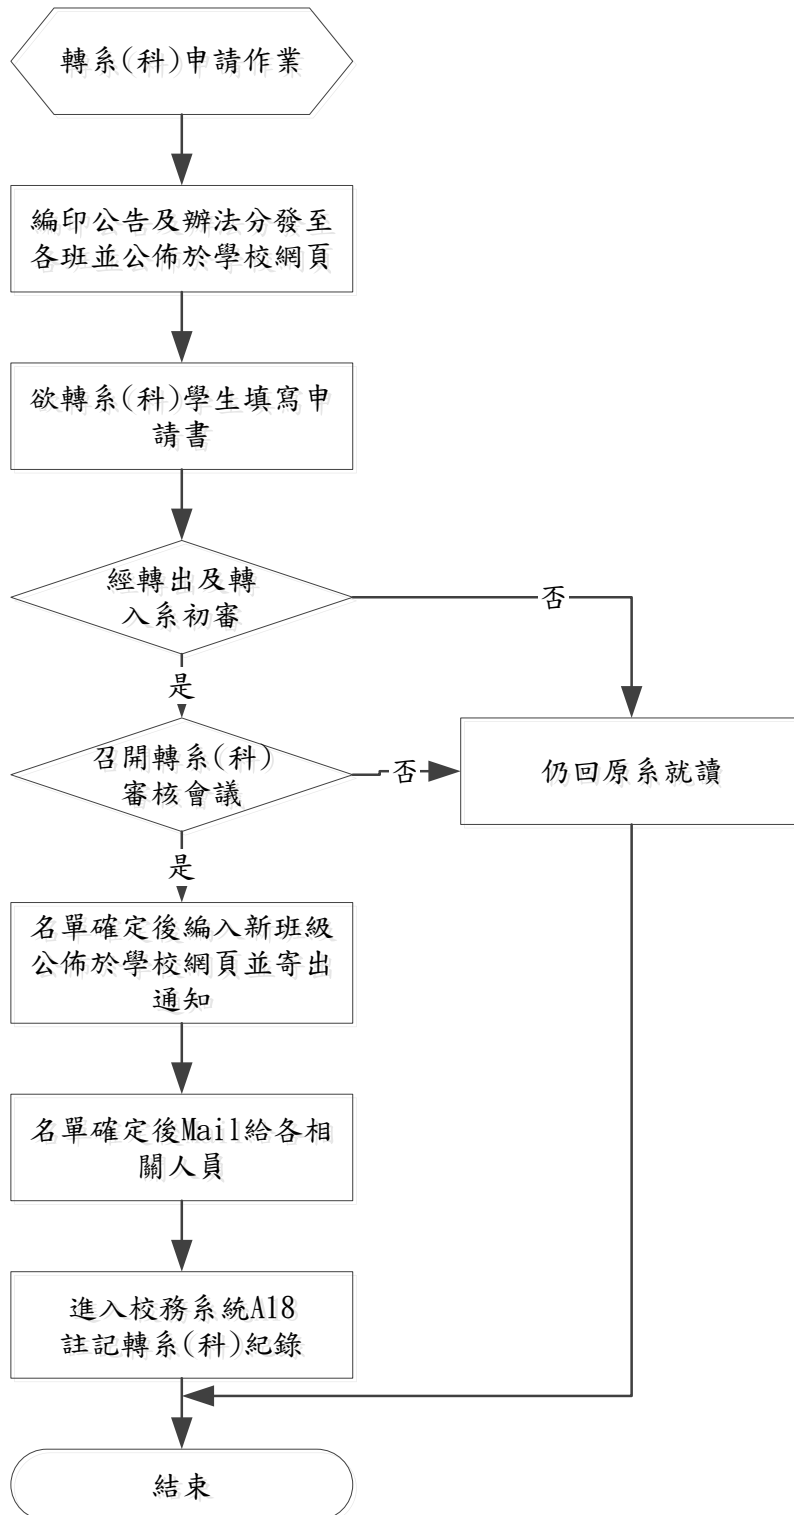 轉系(科)申請作業
編印公告及辦法分發至
各班並公佈於學校網頁
欲轉系(科)學生填寫申
請書
經轉出及轉
入系初審
否
是
召開轉系(科)
審核會議
否
仍回原系就讀
是
名單確定後編入新班級
公佈於學校網頁並寄出
通知
名單確定後Mail給各相
關人員
進入校務系統A18
註記轉系(科)紀錄
結束